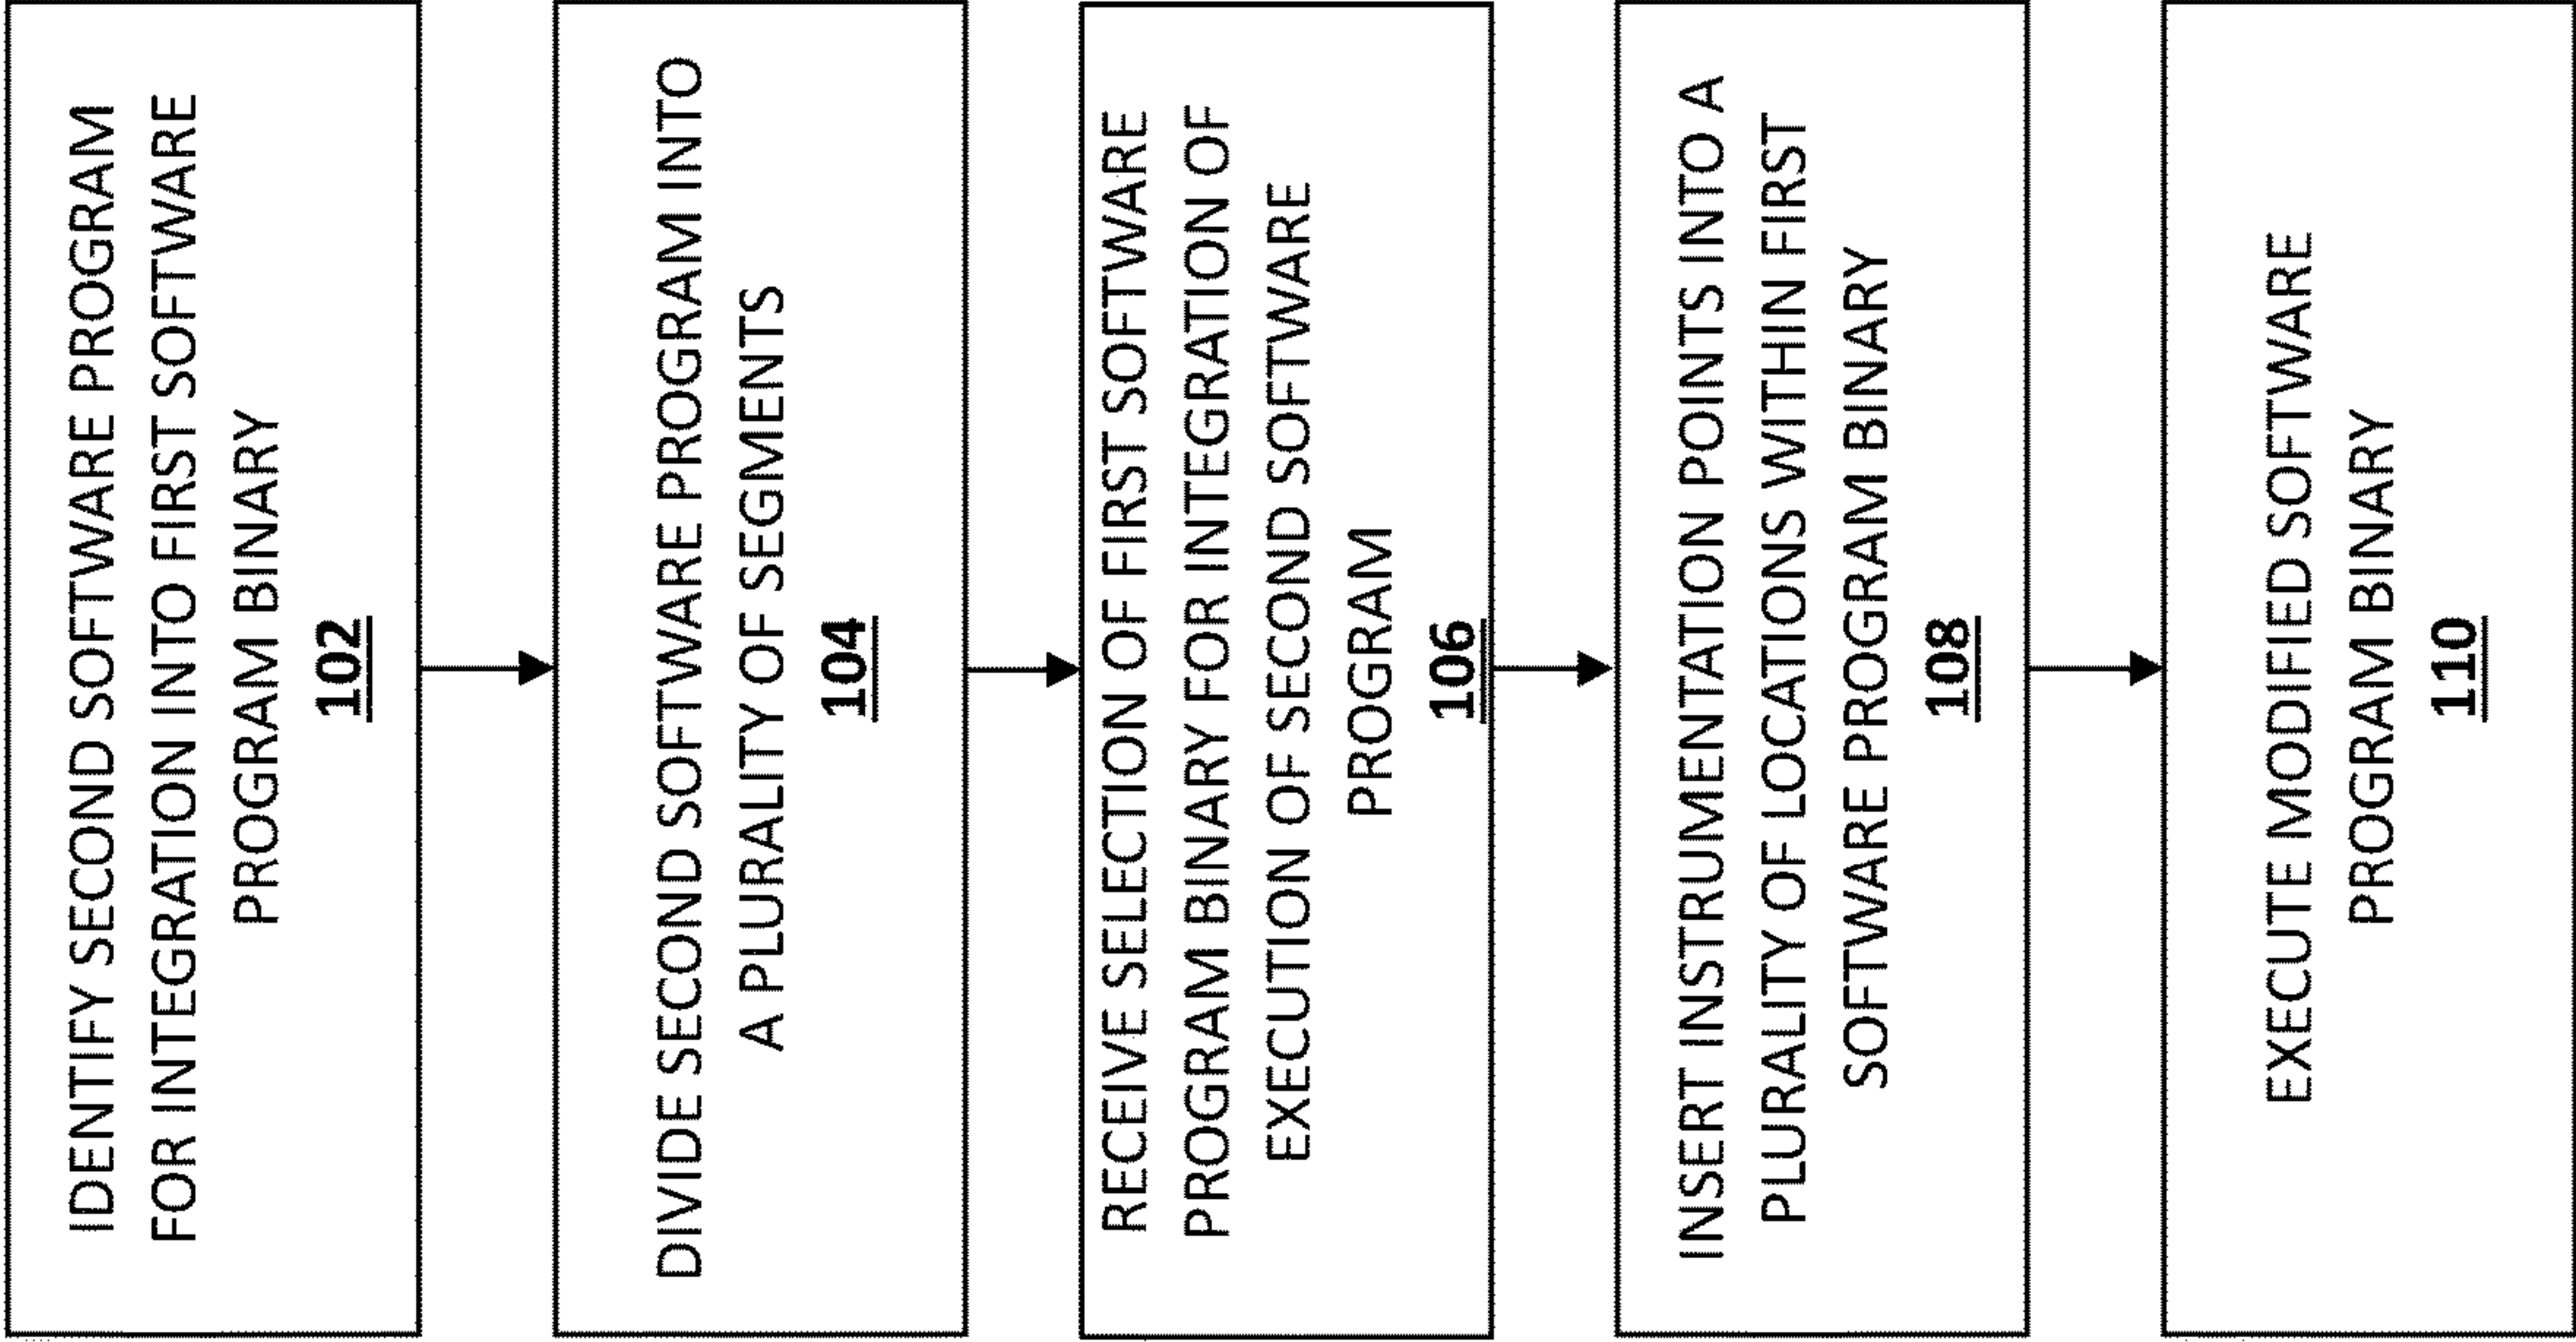 IDENTIFY SECOND SOFTWARE PROGRAM
FOR INTEGRATION INTO FIRST SOFTWARE
PROGRAM BINARY
102
DIVIDE SECOND SOFTWARE PROGRAM INTO
A PLURALITY OF SEGMENTS
104
RECEIVE SELECTION OF FIRST SOFTWARE
PROGRAM BINARY FOR INTEGRATION OF
EXECUTION OF SECOND SOFTWARE
PROGRAM
106
INSERT INSTRUMENTATION POINTS INTO A
PLURALITY OF LOCATIONS WITHIN FIRST
SOFTWARE PROGRAM BINARY
108
EXECUTE MODIFIED SOFTWARE
PROGRAM BINARY
110